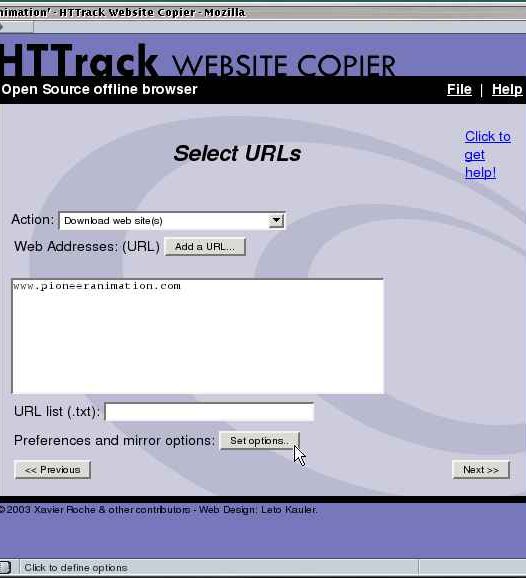 nimation' - HTTrack Website Copier - Mozilla
HTTrack WEBSITE COPIER
Open Source offline browser File | Help
Click to
get
help!
Select URLs
Action: Download web site(s)
Web Addresses: (URL) Add a URL...
www.pioneeranimation.com
URL list (.txt):
Preferences and mirror options: Set options..
<< Previous Next >>
©2003 Xavier Roche & other contributors - Web Design: Leto Kauler.
Click to define options